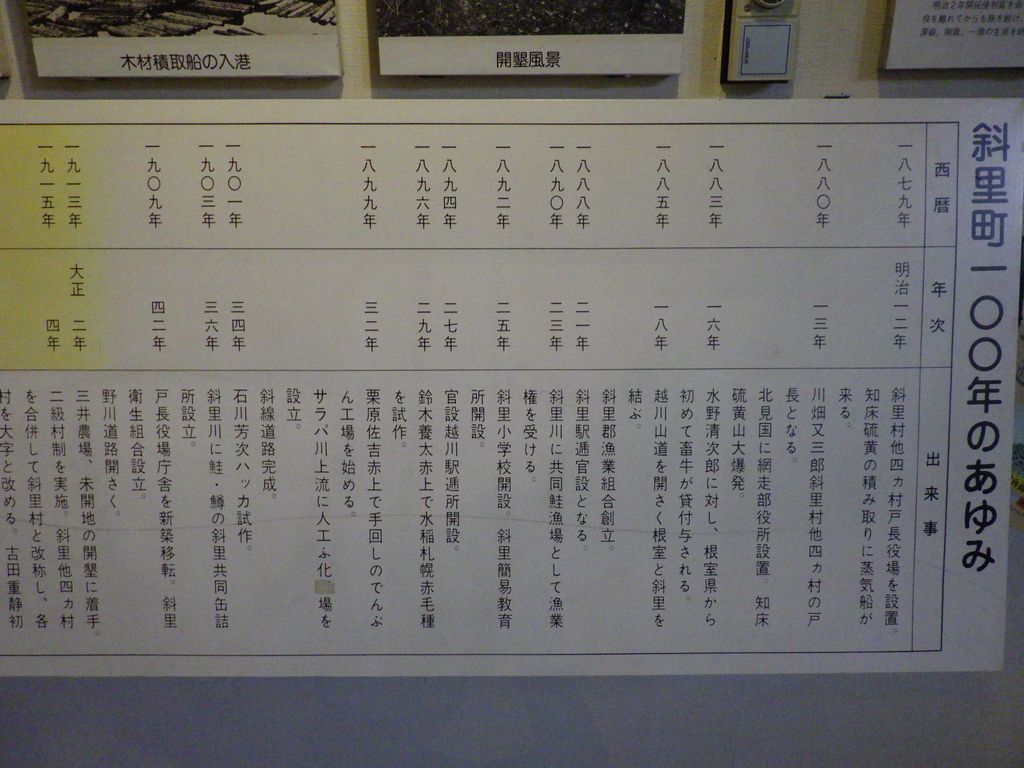 木材積取船の入港
開墾風景
明治2年開拓使判官を命
斜里町一〇〇年のあゆみ
西暦
年次
出来事
一八七九年
明治一二年
斜里村他四ヵ村戸長役場を設置。
知床硫黄の積み取りに蒸気船が
来る。
一八八〇年
一三年
川畑又三郎斜里村他四ヵ村の戸
長となる。
北見国に網走部役所設置。知床
硫黄山大爆発。
一八八三年
一六年
水野清次郎に対し、根室県から
初めて畜牛が貸付与される。
一八八五年
一八年
越川山道を開さく根室と斜里を
結ぶ。
斜里郡漁業組合創立。
一八八八年
二一年
斜里駅逓官設となる。
一八九〇年
二三年
斜里川に共同鮭漁場として漁業
権を受ける。
一八九二年
二五年
斜里小学校開設。斜里簡易教育
所開設。
一八九四年
二七年
官設越川駅逓所開設。
一八九六年
二九年
鈴木養太赤上で水稲札幌赤毛種
を試作。
一八九九年
三二年
栗原佐吉赤上で手回しのでんぷ
ん工場を始める。
サラパ川上流に人工ふ化 場を
設立。
斜線道路完成。
一九〇一年
三四年
石川芳次ハッカ試作。
一九〇三年
三六年
斜里川に鮭・鱒の斜里共同缶詰
所設立。
一九〇九年
四二年
戸長役場庁舎を新築移転。斜里
衛生組合設立。
野川道路開さく。
一九一三年
大正 二年
三井農場、未開地の開墾に着手。
一九一五年
四年
二級村制を実施。斜里他四ヵ村
を合併して斜里村と改称し、各
村を大字と改める。古田重静初